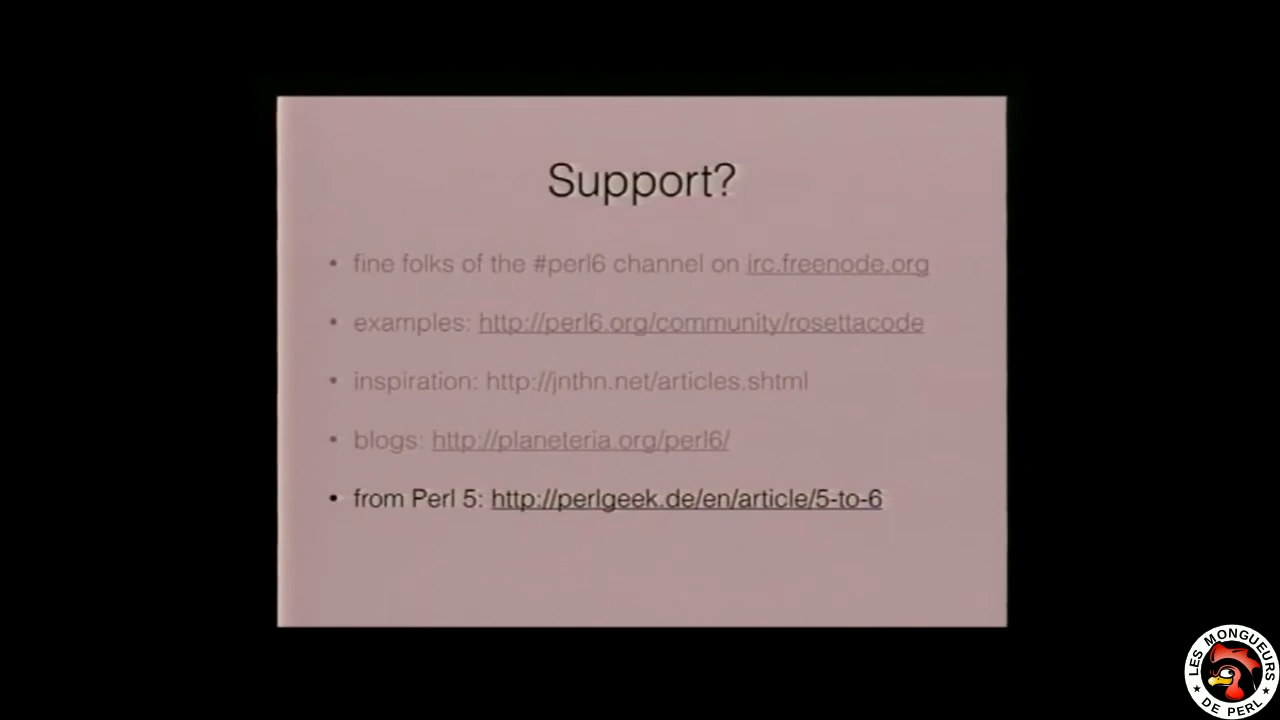 Support?
• fine folks of the #perl6 channel on irc.freenode.org
• examples: http://perl6.org/community/rosettacode
• inspiration: http://jnthn.net/articles.shtml
• blogs: http://planeteria.org/perl6/
• from Perl 5: http://perlgeek.de/en/article/5-to-6
LES MONGUEURS
★ DE PERL ★